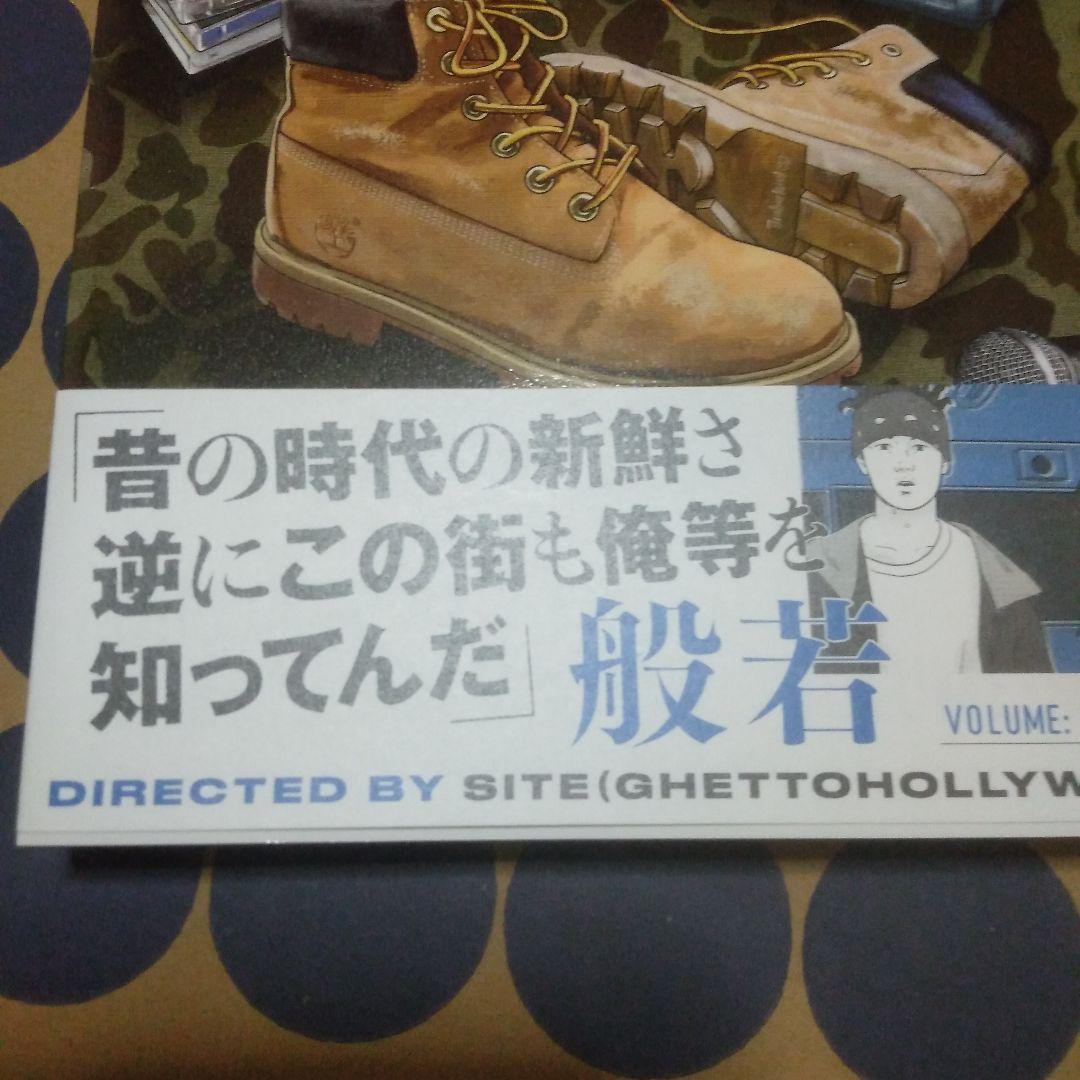 Timberland
「昔の時代の新鮮さ
逆にこの街も俺等を
知ってんだ」
般若
VOLUME:
DIRECTED BY SITE(GHETTOHOLLYW